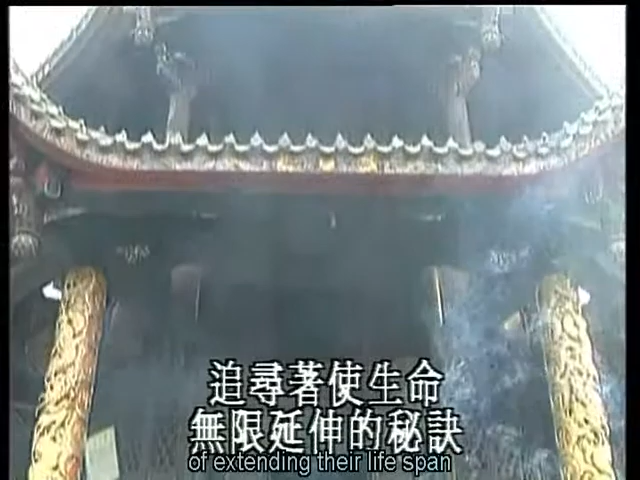 追尋著使生命
無限延伸的秘訣
of extending their life span